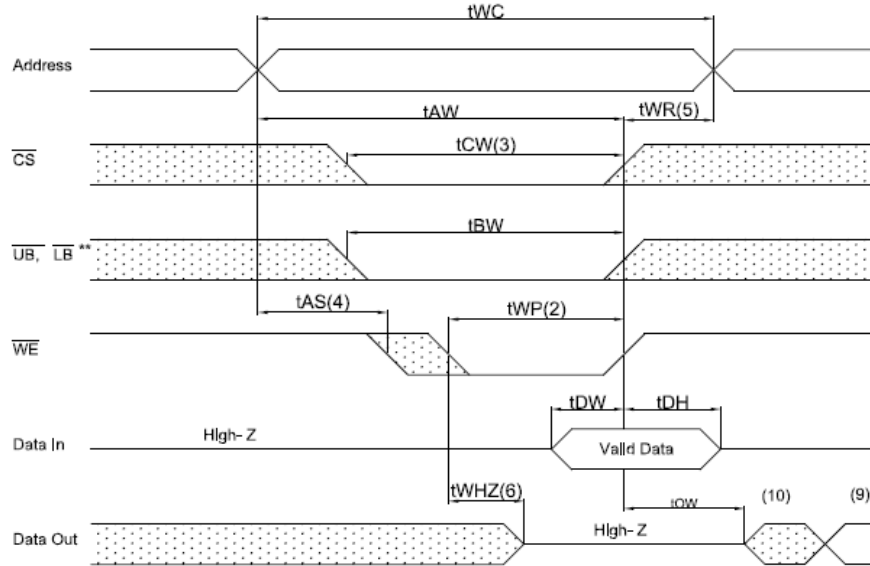 tWC
Address
tAW
tWR(5)
tCW(3)
CS
tBW
UB, LB **
tAS(4)
tWP(2)
WE
tDW
tDH
High-Z
Data In
Valid Data
tWHZ(6)
tOW
(10)
(9)
High-Z
Data Out